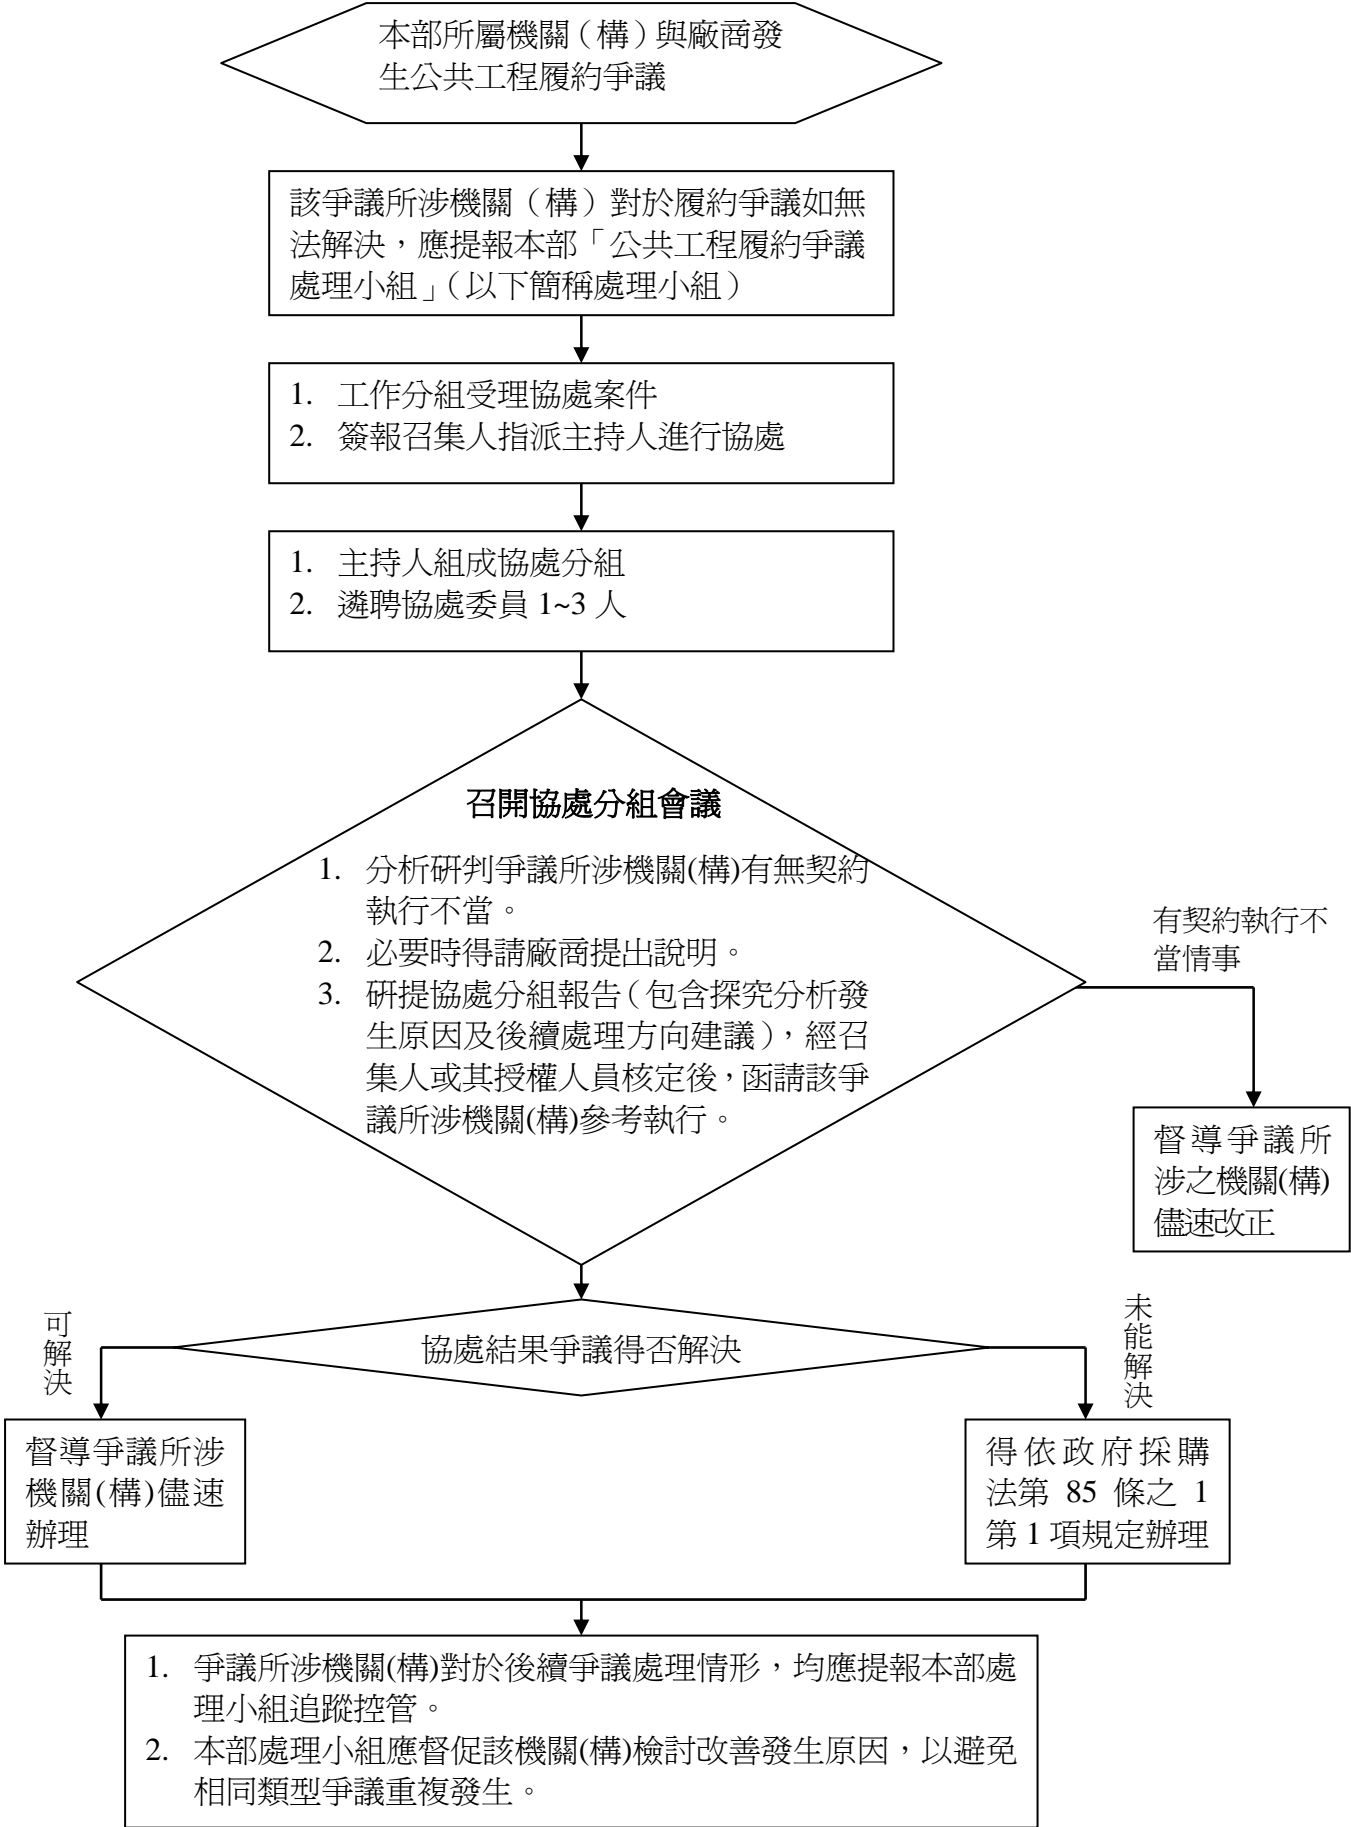 本部所屬機關（構）與廠商發
生公共工程履約爭議
該爭議所涉機關（構）對於履約爭議如無
法解決，應提報本部「公共工程履約爭議
處理小組」（以下簡稱處理小組）
1. 工作分組受理協處案件
2. 簽報召集人指派主持人進行協處
1. 主持人組成協處分組
2. 遴聘協處委員 1~3 人
召開協處分組會議
1. 分析研判爭議所涉機關(構)有無契約
執行不當。
2. 必要時得請廠商提出說明。
3. 研提協處分組報告（包含探究分析發
生原因及後續處理方向建議），經召
集人或其授權人員核定後，函請該爭
議所涉機關(構)參考執行。
有契約執行不
當情事
督導爭議所
涉之機關(構)
儘速改正
協處結果爭議得否解決
可解決
未能解決
督導爭議所涉
機關(構)儘速
辦理
得依政府採購
法第 85 條之 1
第 1 項規定辦理
1. 爭議所涉機關(構)對於後續爭議處理情形，均應提報本部處
理小組追蹤控管。
2. 本部處理小組應督促該機關(構)檢討改善發生原因，以避免
相同類型爭議重複發生。